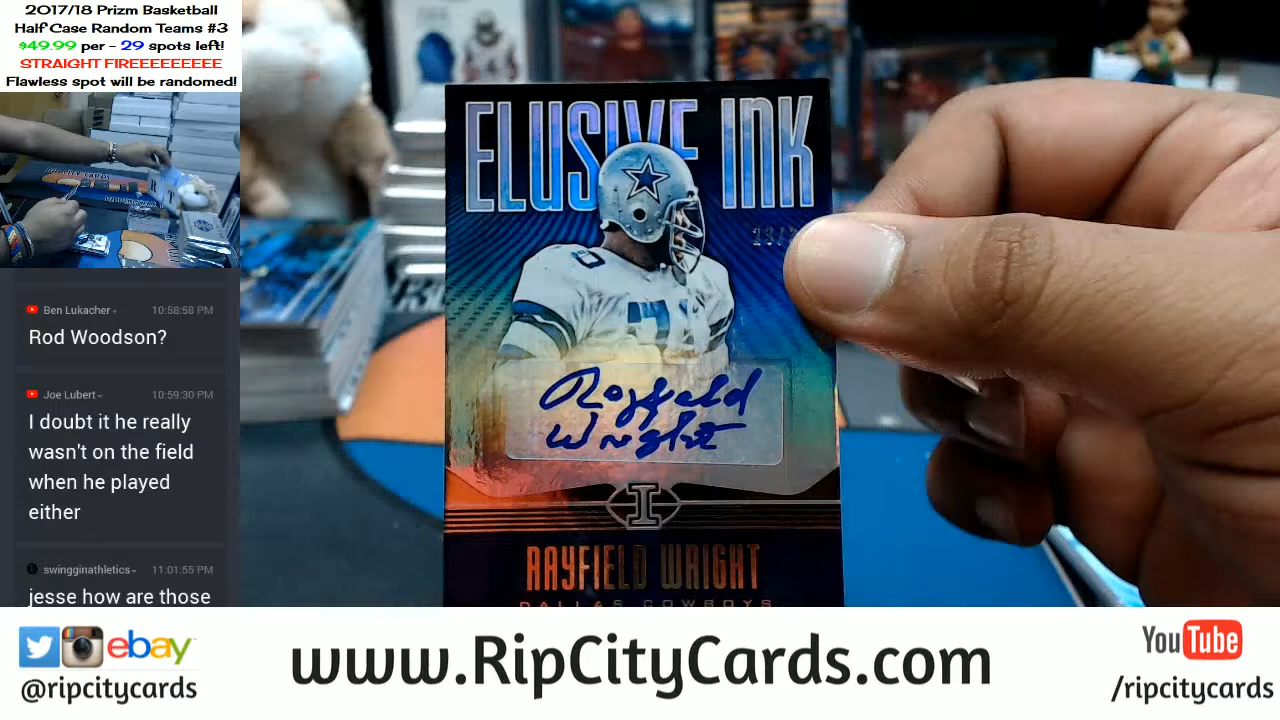 2017/18 Prizm Basketball
Half Case Random Teams #3
$49.99 per - 29 spots left!
STRAIGHT FIREEEEEEEEE
Flawless spot will be randomed!
Ben Lukacher
10:58:58 PM
Rod Woodson?
Joe Lubert
10:59:30 PM
I doubt it he really
wasn't on the field
when he played
either
swingginathletics
11:01:55 PM
jesse how are those
ELUSIVE INK
Rayfield
Wright
I
RAYFIELD WRIGHT
DALLAS COWBOYS
ebay
@ripcitycards
www.RipCityCards.com
YouTube
/ripcitycards